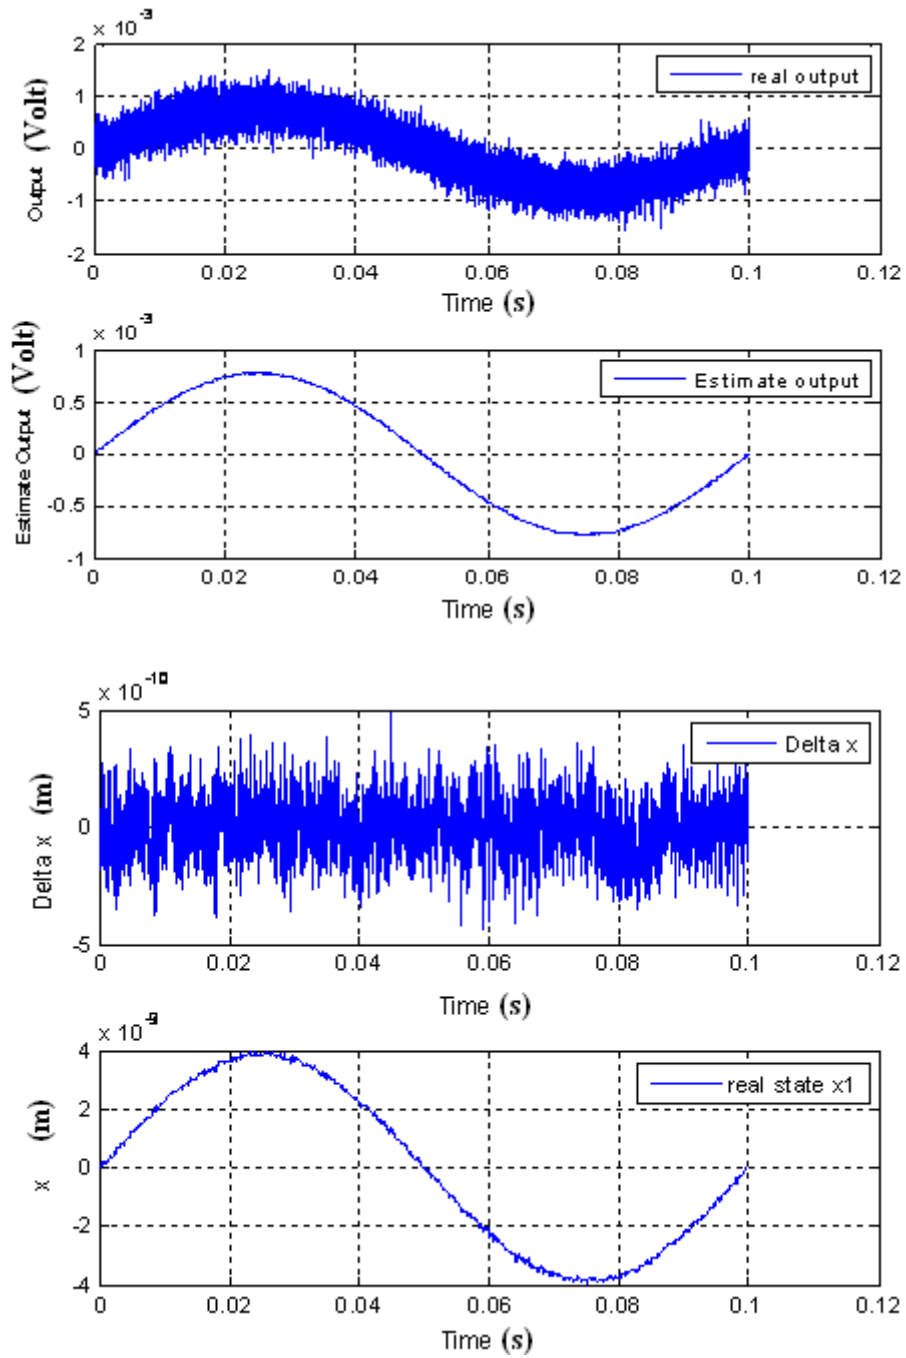 × 10^-3
2
1
0
-1
-2
Output (Volt)
real output
0 0.02 0.04 0.06 0.08 0.1 0.12
Time (s)
× 10^-3
1
0.5
0
-0.5
-1
Estimate Output (Volt)
Estimate output
0 0.02 0.04 0.06 0.08 0.1 0.12
Time (s)
× 10^-10
5
0
-5
Delta x (m)
Delta x
0 0.02 0.04 0.06 0.08 0.1 0.12
Time (s)
× 10^-9
4
2
0
-2
-4
x (m)
real state x1
0 0.02 0.04 0.06 0.08 0.1 0.12
Time (s)